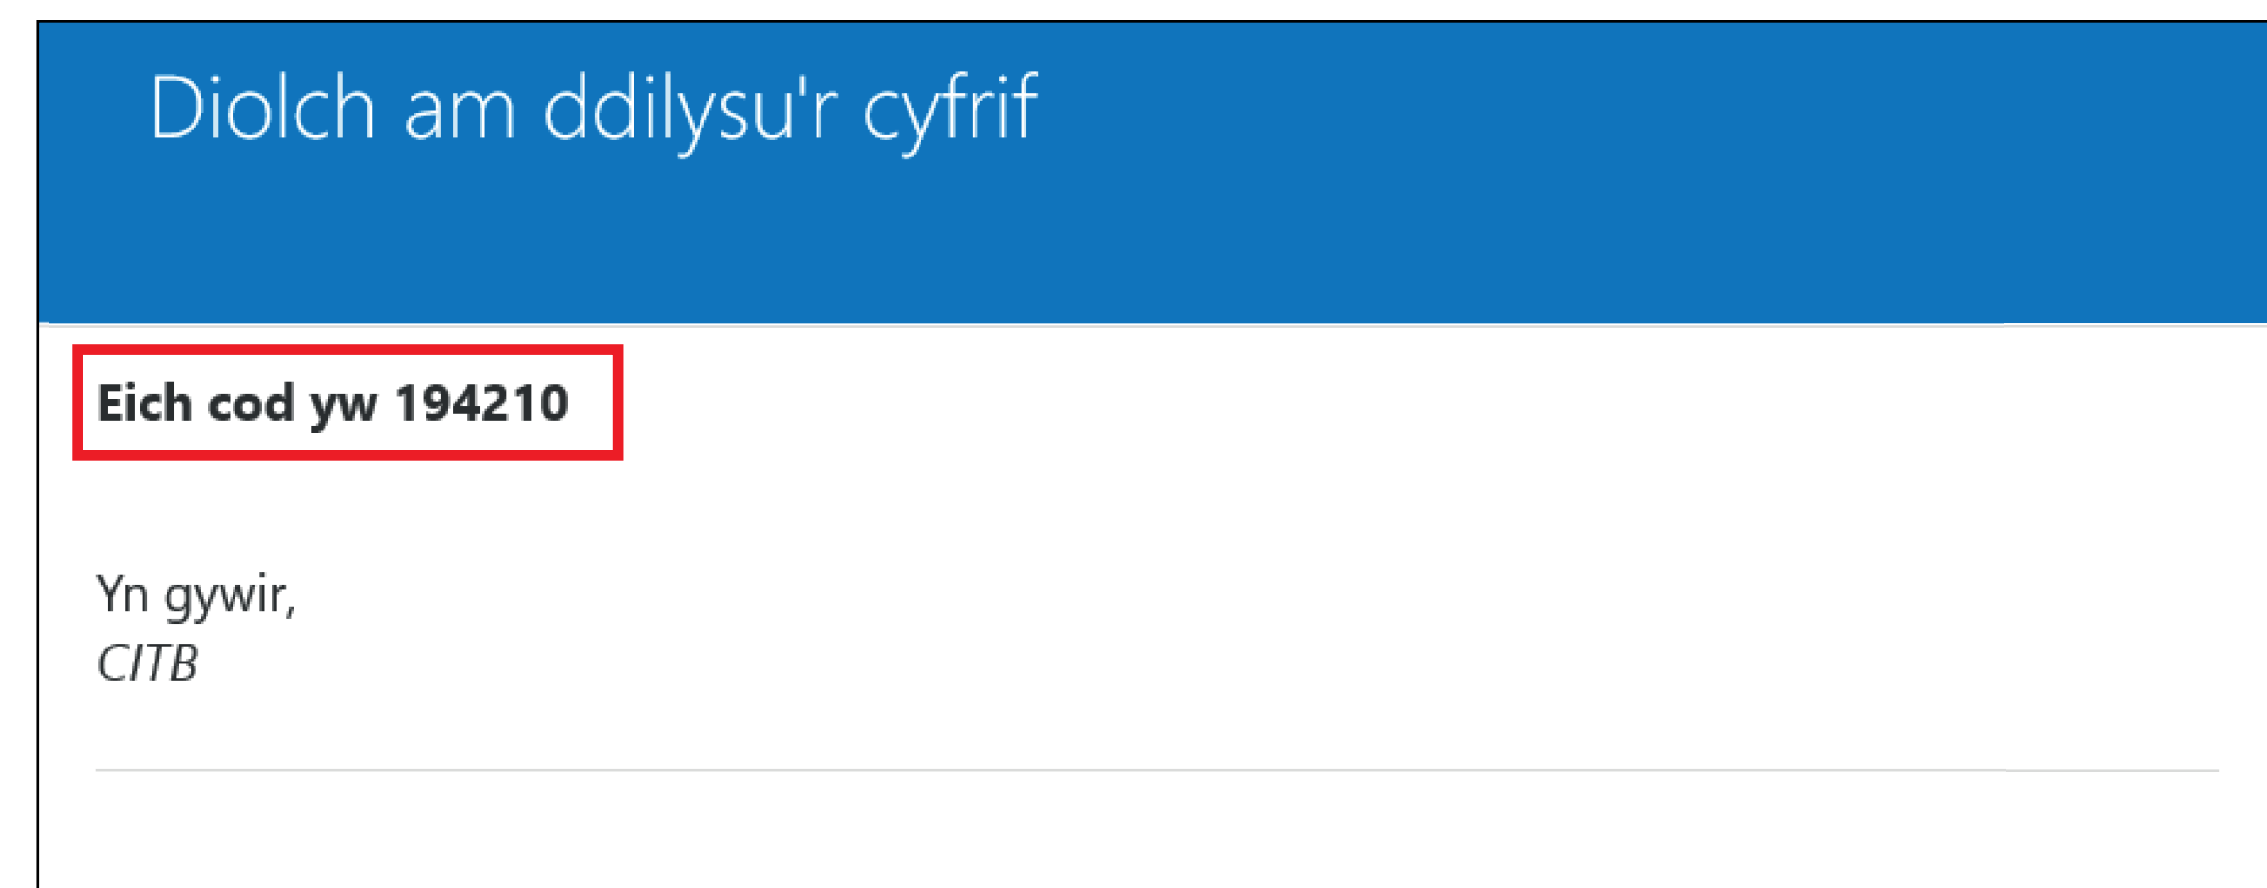 Diolch am ddilysu'r cyfrif
Eich cod yw 194210
Yn gywir,
CITB